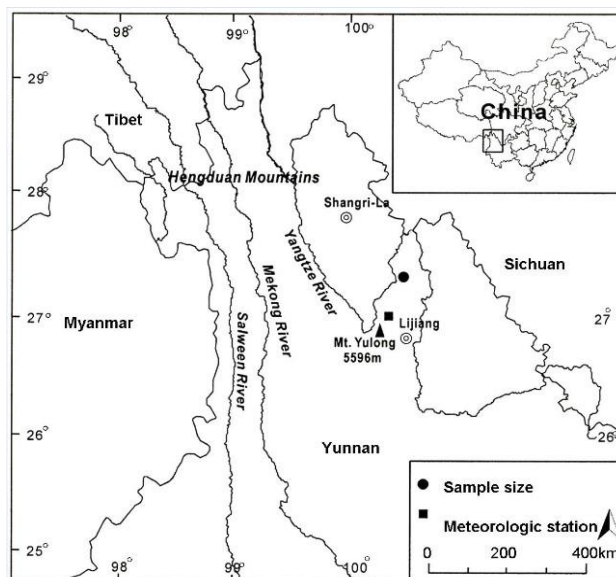 98°
99°
100°
29°
28°
27°
26°
25°
Tibet
Hengduan Mountains
Shangri-La
China
Yangtze River
Mekong River
Salween River
Sichuan
Myanmar
27°
Mt. Yulong
5596m
Lijiang
Yunnan
26°
Sample size
Meteorologic station
0 200 400km
98° 99° 100